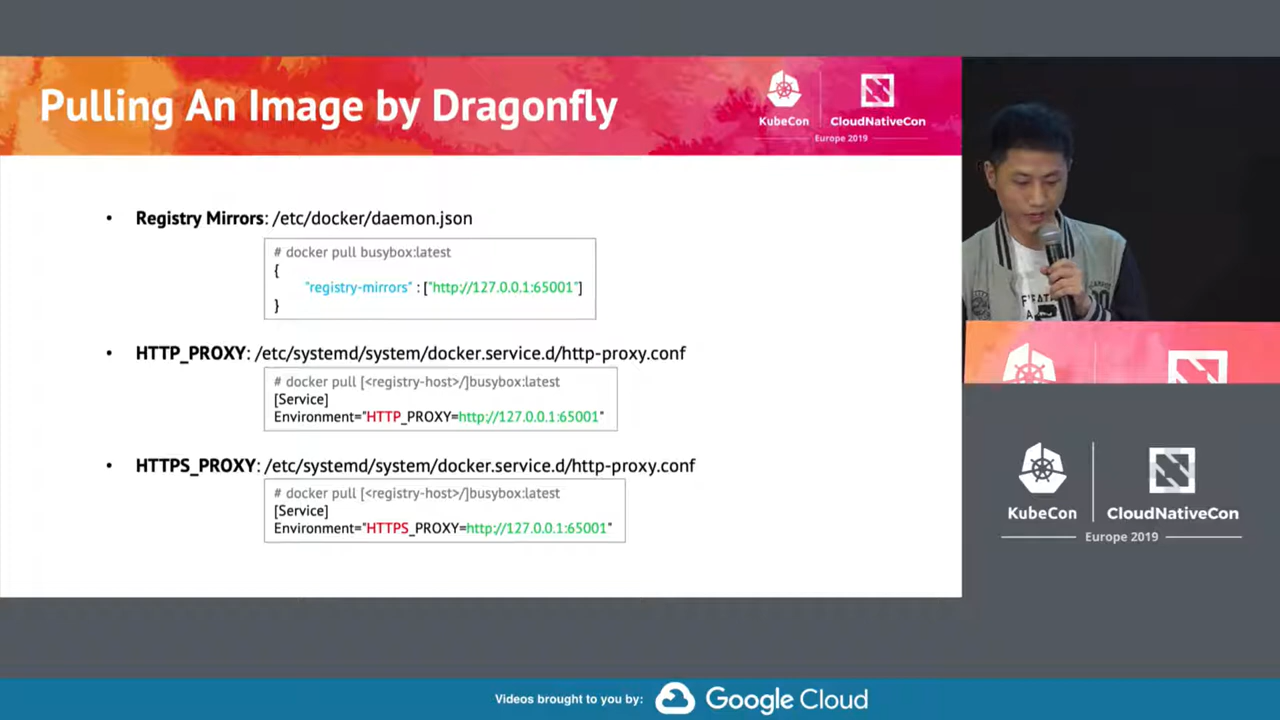 Pulling An Image by Dragonfly
KubeCon
CloudNativeCon
Europe 2019
• Registry Mirrors: /etc/docker/daemon.json
# docker pull busybox:latest
{
"registry-mirrors" : ["http://127.0.0.1:65001"]
}
• HTTP_PROXY: /etc/systemd/system/docker.service.d/http-proxy.conf
# docker pull [<registry-host>/]busybox:latest
[Service]
Environment="HTTP_PROXY=http://127.0.0.1:65001"
• HTTPS_PROXY: /etc/systemd/system/docker.service.d/http-proxy.conf
# docker pull [<registry-host>/]busybox:latest
[Service]
Environment="HTTPS_PROXY=http://127.0.0.1:65001"
KubeCon
CloudNativeCon
Europe 2019
Videos brought to you by:
Google Cloud